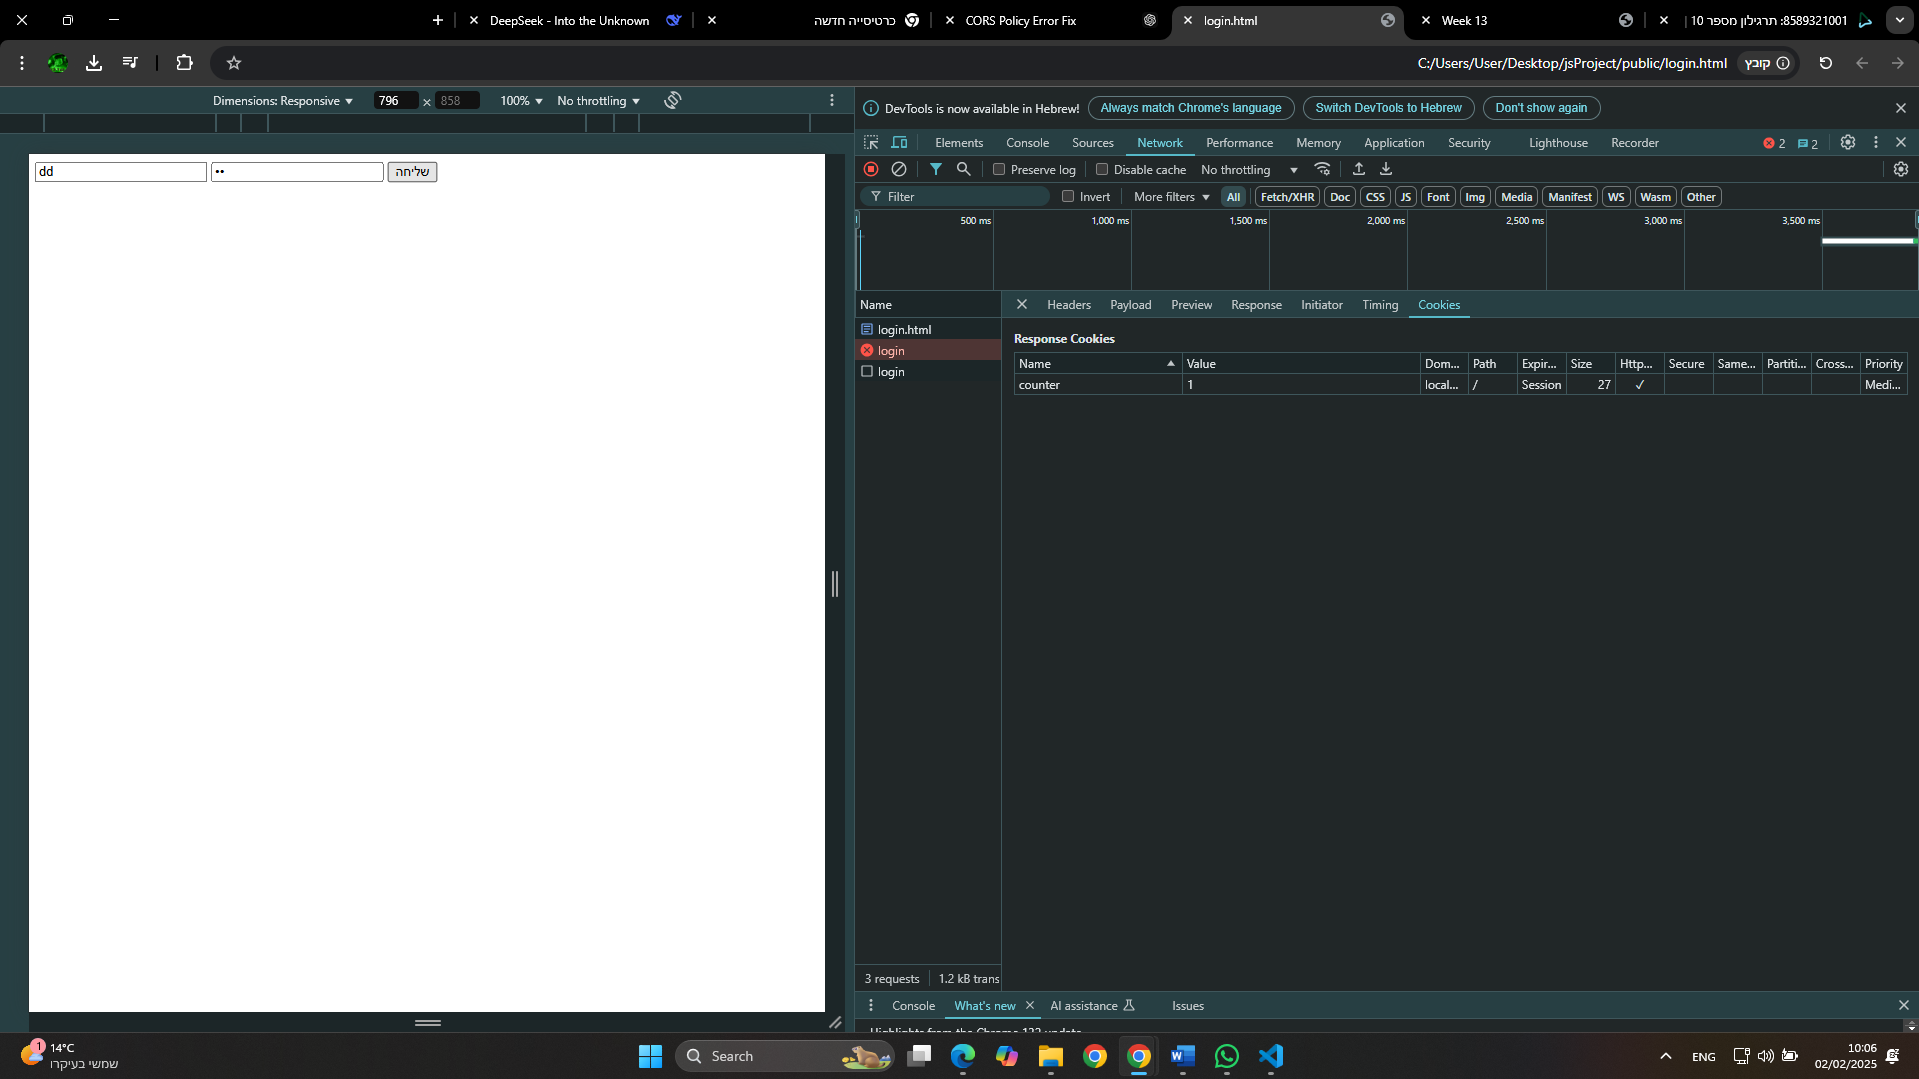 DeepSeek - Into the Unknown
כרטיסייה חדשה
CORS Policy Error Fix
login.html
Week 13
8589321001: תרגילון מספר 10 |
C:/Users/User/Desktop/jsProject/public/login.html
קובץ
Dimensions: Responsive
796 × 858
100%
No throttling
DevTools is now available in Hebrew!
Always match Chrome's language
Switch DevTools to Hebrew
Don't show again
Elements
Console
Sources
Network
Performance
Memory
Application
Security
Lighthouse
Recorder
2
2
Preserve log
Disable cache
No throttling
Filter
Invert
More filters
All
Fetch/XHR
Doc
CSS
JS
Font
Img
Media
Manifest
WS
Wasm
Other
500 ms
1,000 ms
1,500 ms
2,000 ms
2,500 ms
3,000 ms
3,500 ms
dd
••
שליחה
Name
login.html
login
login
Headers
Payload
Preview
Response
Initiator
Timing
Cookies
Response Cookies
Name
Value
Dom...
Path
Expir...
Size
Http...
Secure
Same...
Partiti...
Cross...
Priority
counter
1
local...
/
Session
27
✓
Medi...
3 requests
1.2 kB trans
Console
What's new
AI assistance
Issues
Highlights from the Chrome 132 update
1
14°C
שמשי בעיקרו
Search
ENG
10:06
02/02/2025